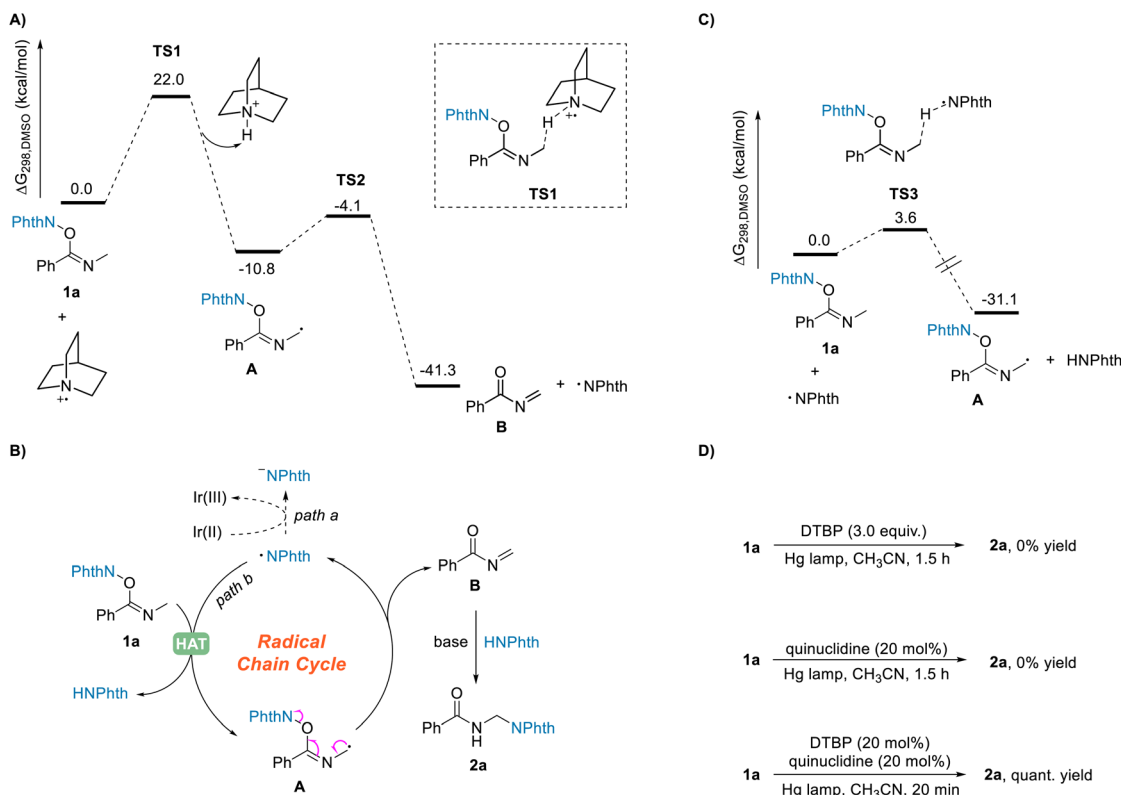 A)
ΔG298,DMSO (kcal/mol)
TS1
22.0
N
+
H
0.0
PhthN
O
Ph
N
1a
+
N
+•
-10.8
PhthN
O
Ph
N
•
A
TS2
-4.1
-41.3
O
Ph
N
B
+ •NPhth
PhthN
O
Ph
N
H
N
+•
TS1
C)
ΔG298,DMSO (kcal/mol)
PhthN
O
Ph
N
H
•NPhth
TS3
3.6
0.0
PhthN
O
Ph
N
1a
+
•NPhth
-31.1
PhthN
O
Ph
N
•
+ HNPhth
A
B)
−NPhth
Ir(III)
Ir(II)
path a
•NPhth
path b
PhthN
O
Ph
N
1a
HAT
HNPhth
Radical
Chain Cycle
PhthN
O
Ph
N
•
A
O
Ph
N
B
base
HNPhth
O
Ph
N
H
NPhth
2a
D)
DTBP (3.0 equiv.)
1a
2a, 0% yield
Hg lamp, CH3CN, 1.5 h
quinuclidine (20 mol%)
1a
2a, 0% yield
Hg lamp, CH3CN, 1.5 h
DTBP (20 mol%)
quinuclidine (20 mol%)
1a
2a, quant. yield
Hg lamp, CH3CN, 20 min